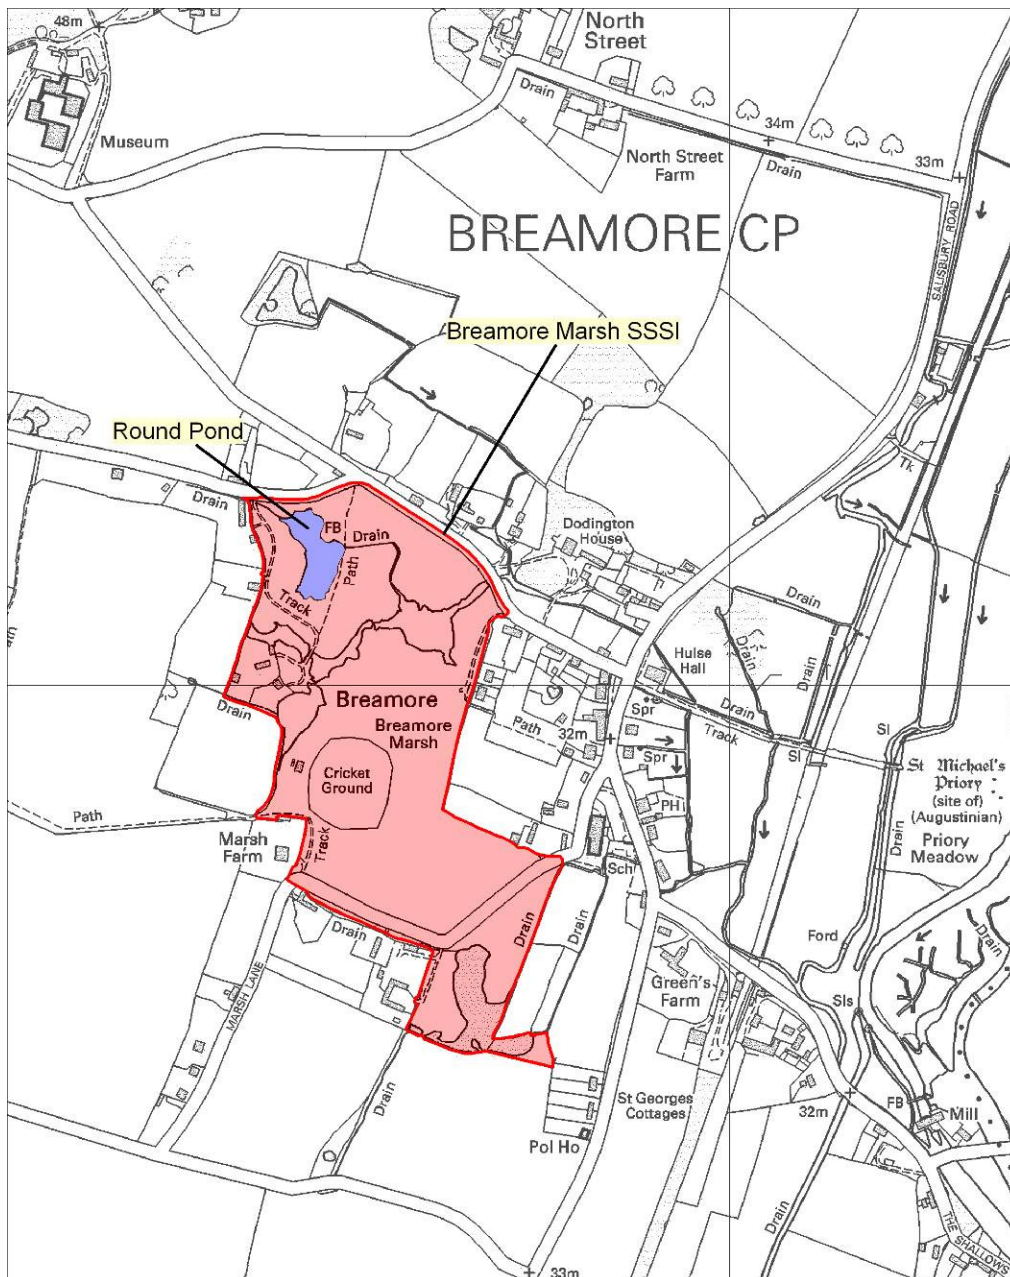 48m
North
Street
Drain
Museum
34m
North Street
Farm
Drain
33m
BREAMORE CP
SALISBURY ROAD
Breamore Marsh SSSI
Round Pond
Tk
Drain
FB
Drain
Path
Dodington
House
Track
Drain
Drain
Drain
Hulse
Hall
Drain
Breamore
Breamore
Marsh
Path
32m
Spr
Drain
Track
Spr
Sl
Sl
St Michael's
Priory
(site of)
(Augustinian)
Priory
Meadow
Drain
Cricket
Ground
Path
Marsh
Farm
Track
PH
Sch
Drain
Drain
Drain
Drain
Ford
MARSH LANE
Green's
Farm
Sls
Drain
St Georges
Cottages
32m
FB
Mill
Pol Ho
Drain
THE SHALLOWS
33m